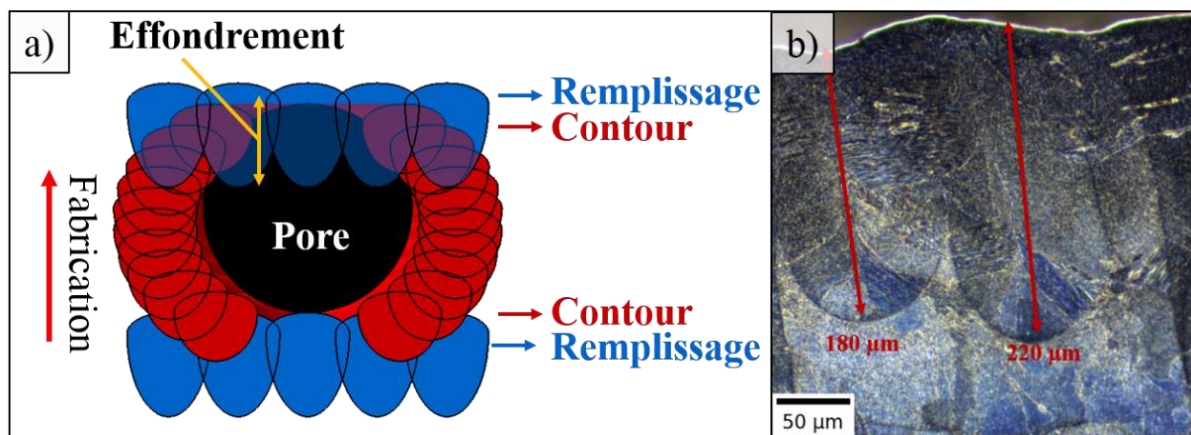 a)
Effondrement
Remplissage
Contour
Fabrication
Pore
Contour
Remplissage
b)
180 µm
220 µm
50 µm